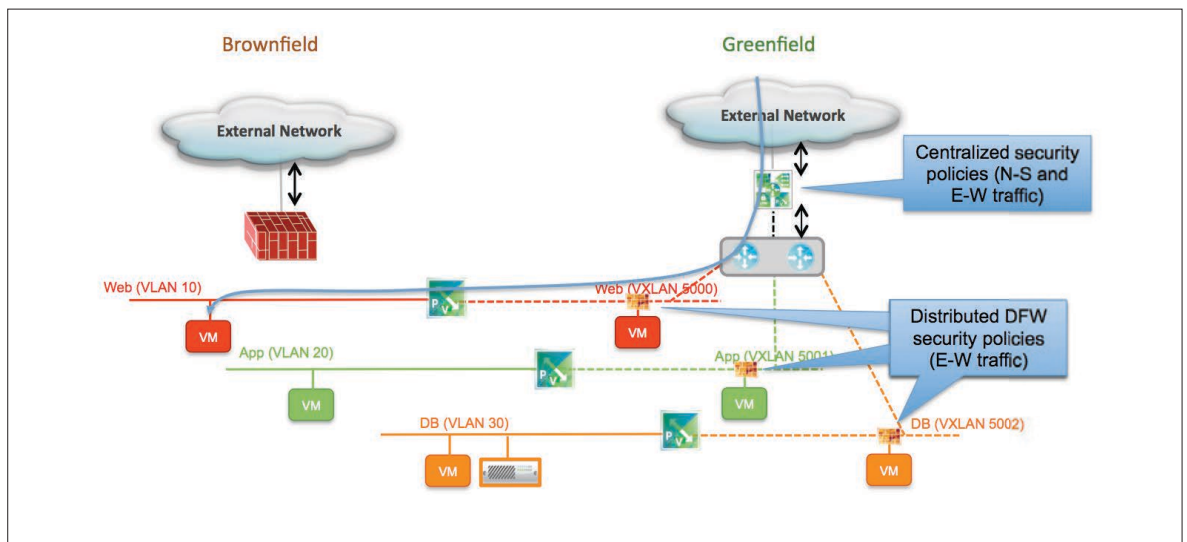 Brownfield
Greenfield
External Network
External Network
Centralized security
policies (N-S and
E-W traffic)
Web (VLAN 10)
P
V
Web (VXLAN 5000)
VM
VM
Distributed DFW
security policies
(E-W traffic)
App (VLAN 20)
P
V
App (VXLAN 5001)
VM
VM
DB (VLAN 30)
P
V
DB (VXLAN 5002)
VM
VM